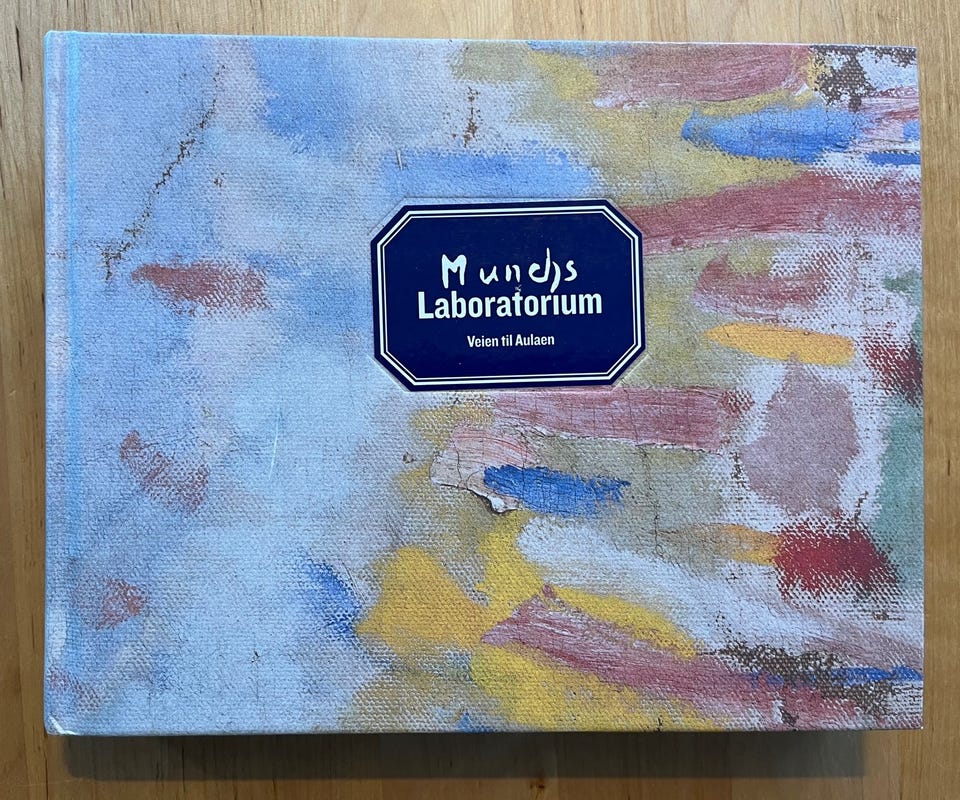 Munchs
Laboratorium
Veien til Aulaen